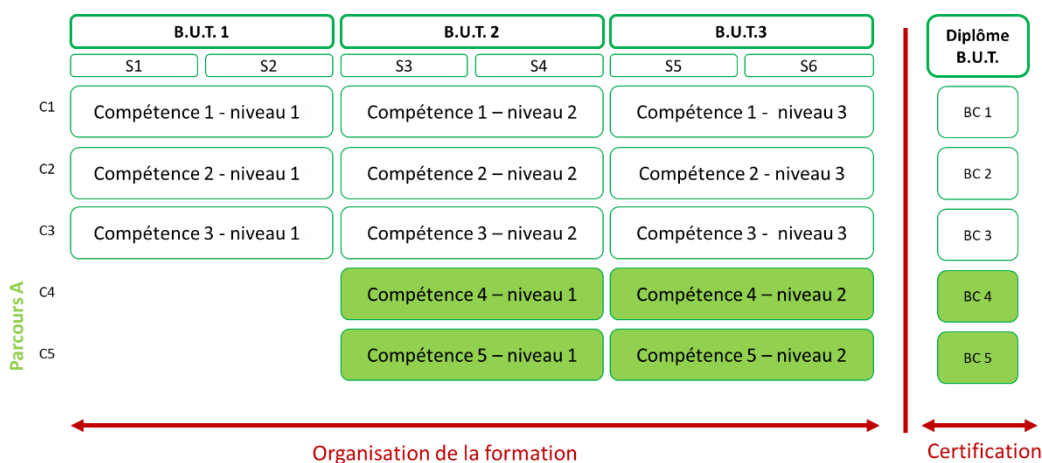 B.U.T. 1
B.U.T. 2
B.U.T.3
Diplôme
B.U.T.
S1
S2
S3
S4
S5
S6
C1
Compétence 1 - niveau 1
Compétence 1 – niveau 2
Compétence 1 - niveau 3
BC 1
C2
Compétence 2 - niveau 1
Compétence 2 – niveau 2
Compétence 2 - niveau 3
BC 2
C3
Compétence 3 - niveau 1
Compétence 3 – niveau 2
Compétence 3 - niveau 3
BC 3
Parcours A
C4
Compétence 4 – niveau 1
Compétence 4 – niveau 2
BC 4
C5
Compétence 5 – niveau 1
Compétence 5 – niveau 2
BC 5
Organisation de la formation
Certification